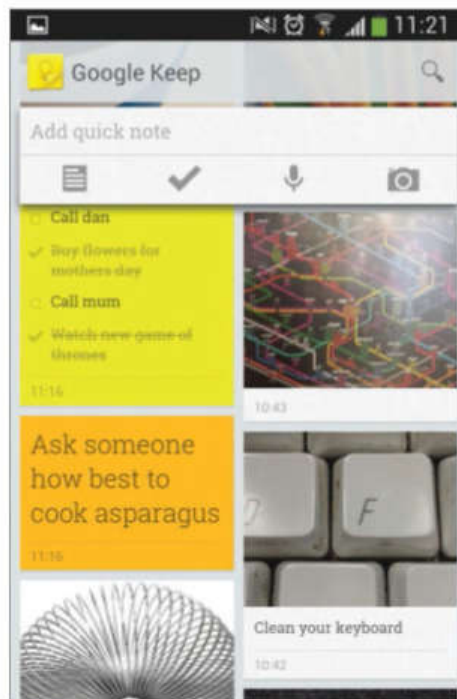 11:21
Google Keep
Add quick note
Call dan
Buy flowers for
mothers day
Call mum
Watch new game of
thrones
11:16
10:43
Ask someone
how best to
cook asparagus
11:16
F
Clean your keyboard
10:42